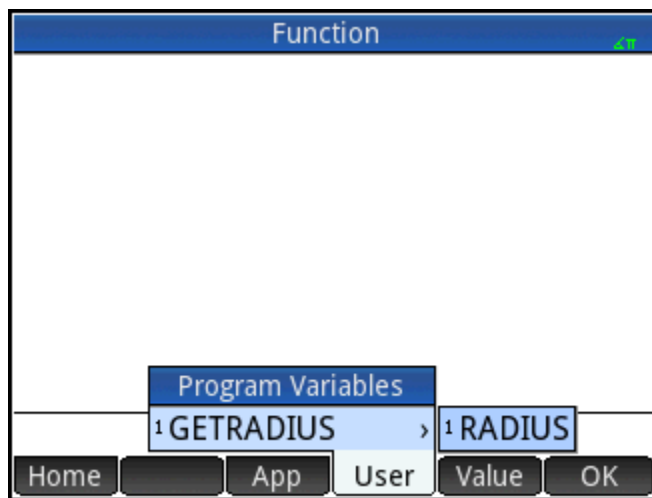 Function
∡π
Program Variables
1 GETRADIUS ›
1 RADIUS
Home App User Value OK